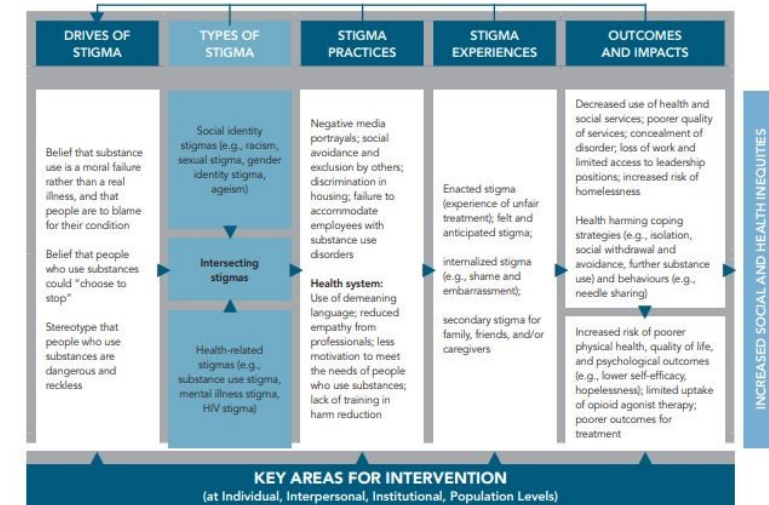 DRIVES OF
STIGMA
TYPES OF
STIGMA
STIGMA
PRACTICES
STIGMA
EXPERIENCES
OUTCOMES
AND IMPACTS
Belief that substance
use is a moral failure
rather than a real
illness, and that
people are to blame
for their condition
Belief that people
who use substances
could "choose to
stop"
Stereotype that
people who use
substances are
dangerous and
reckless
Social identity
stigmas (e.g., racism,
sexual stigma, gender
identity stigma,
ageism)
Intersecting
stigmas
Health-related
stigmas (e.g.,
substance use stigma,
mental illness stigma,
HIV stigma)
Negative media
portrayals; social
avoidance and
exclusion by others;
discrimination in
housing; failure to
accommodate
employees with
substance use
disorders
Health system:
Use of demeaning
language; reduced
empathy from
professionals; less
motivation to meet
the needs of people
who use substances;
lack of training in
harm reduction
Enacted stigma
(experience of unfair
treatment); felt and
anticipated stigma;
internalized stigma
(e.g., shame and
embarrassment);
secondary stigma for
family, friends, and/or
caregivers
Decreased use of health and
social services; poorer quality
of services; concealment of
disorder; loss of work and
limited access to leadership
positions; increased risk of
homelessness
Health harming coping
strategies (e.g., isolation,
social withdrawal and
avoidance, further substance
use) and behaviours (e.g.,
needle sharing)
Increased risk of poorer
physical health, quality of life,
and psychological outcomes
(e.g., lower self-efficacy,
hopelessness); limited uptake
of opioid agonist therapy;
poorer outcomes for
treatment
INCREASED SOCIAL AND HEALTH INEQUITIES
KEY AREAS FOR INTERVENTION
(at Individual, Interpersonal, Institutional, Population Levels)